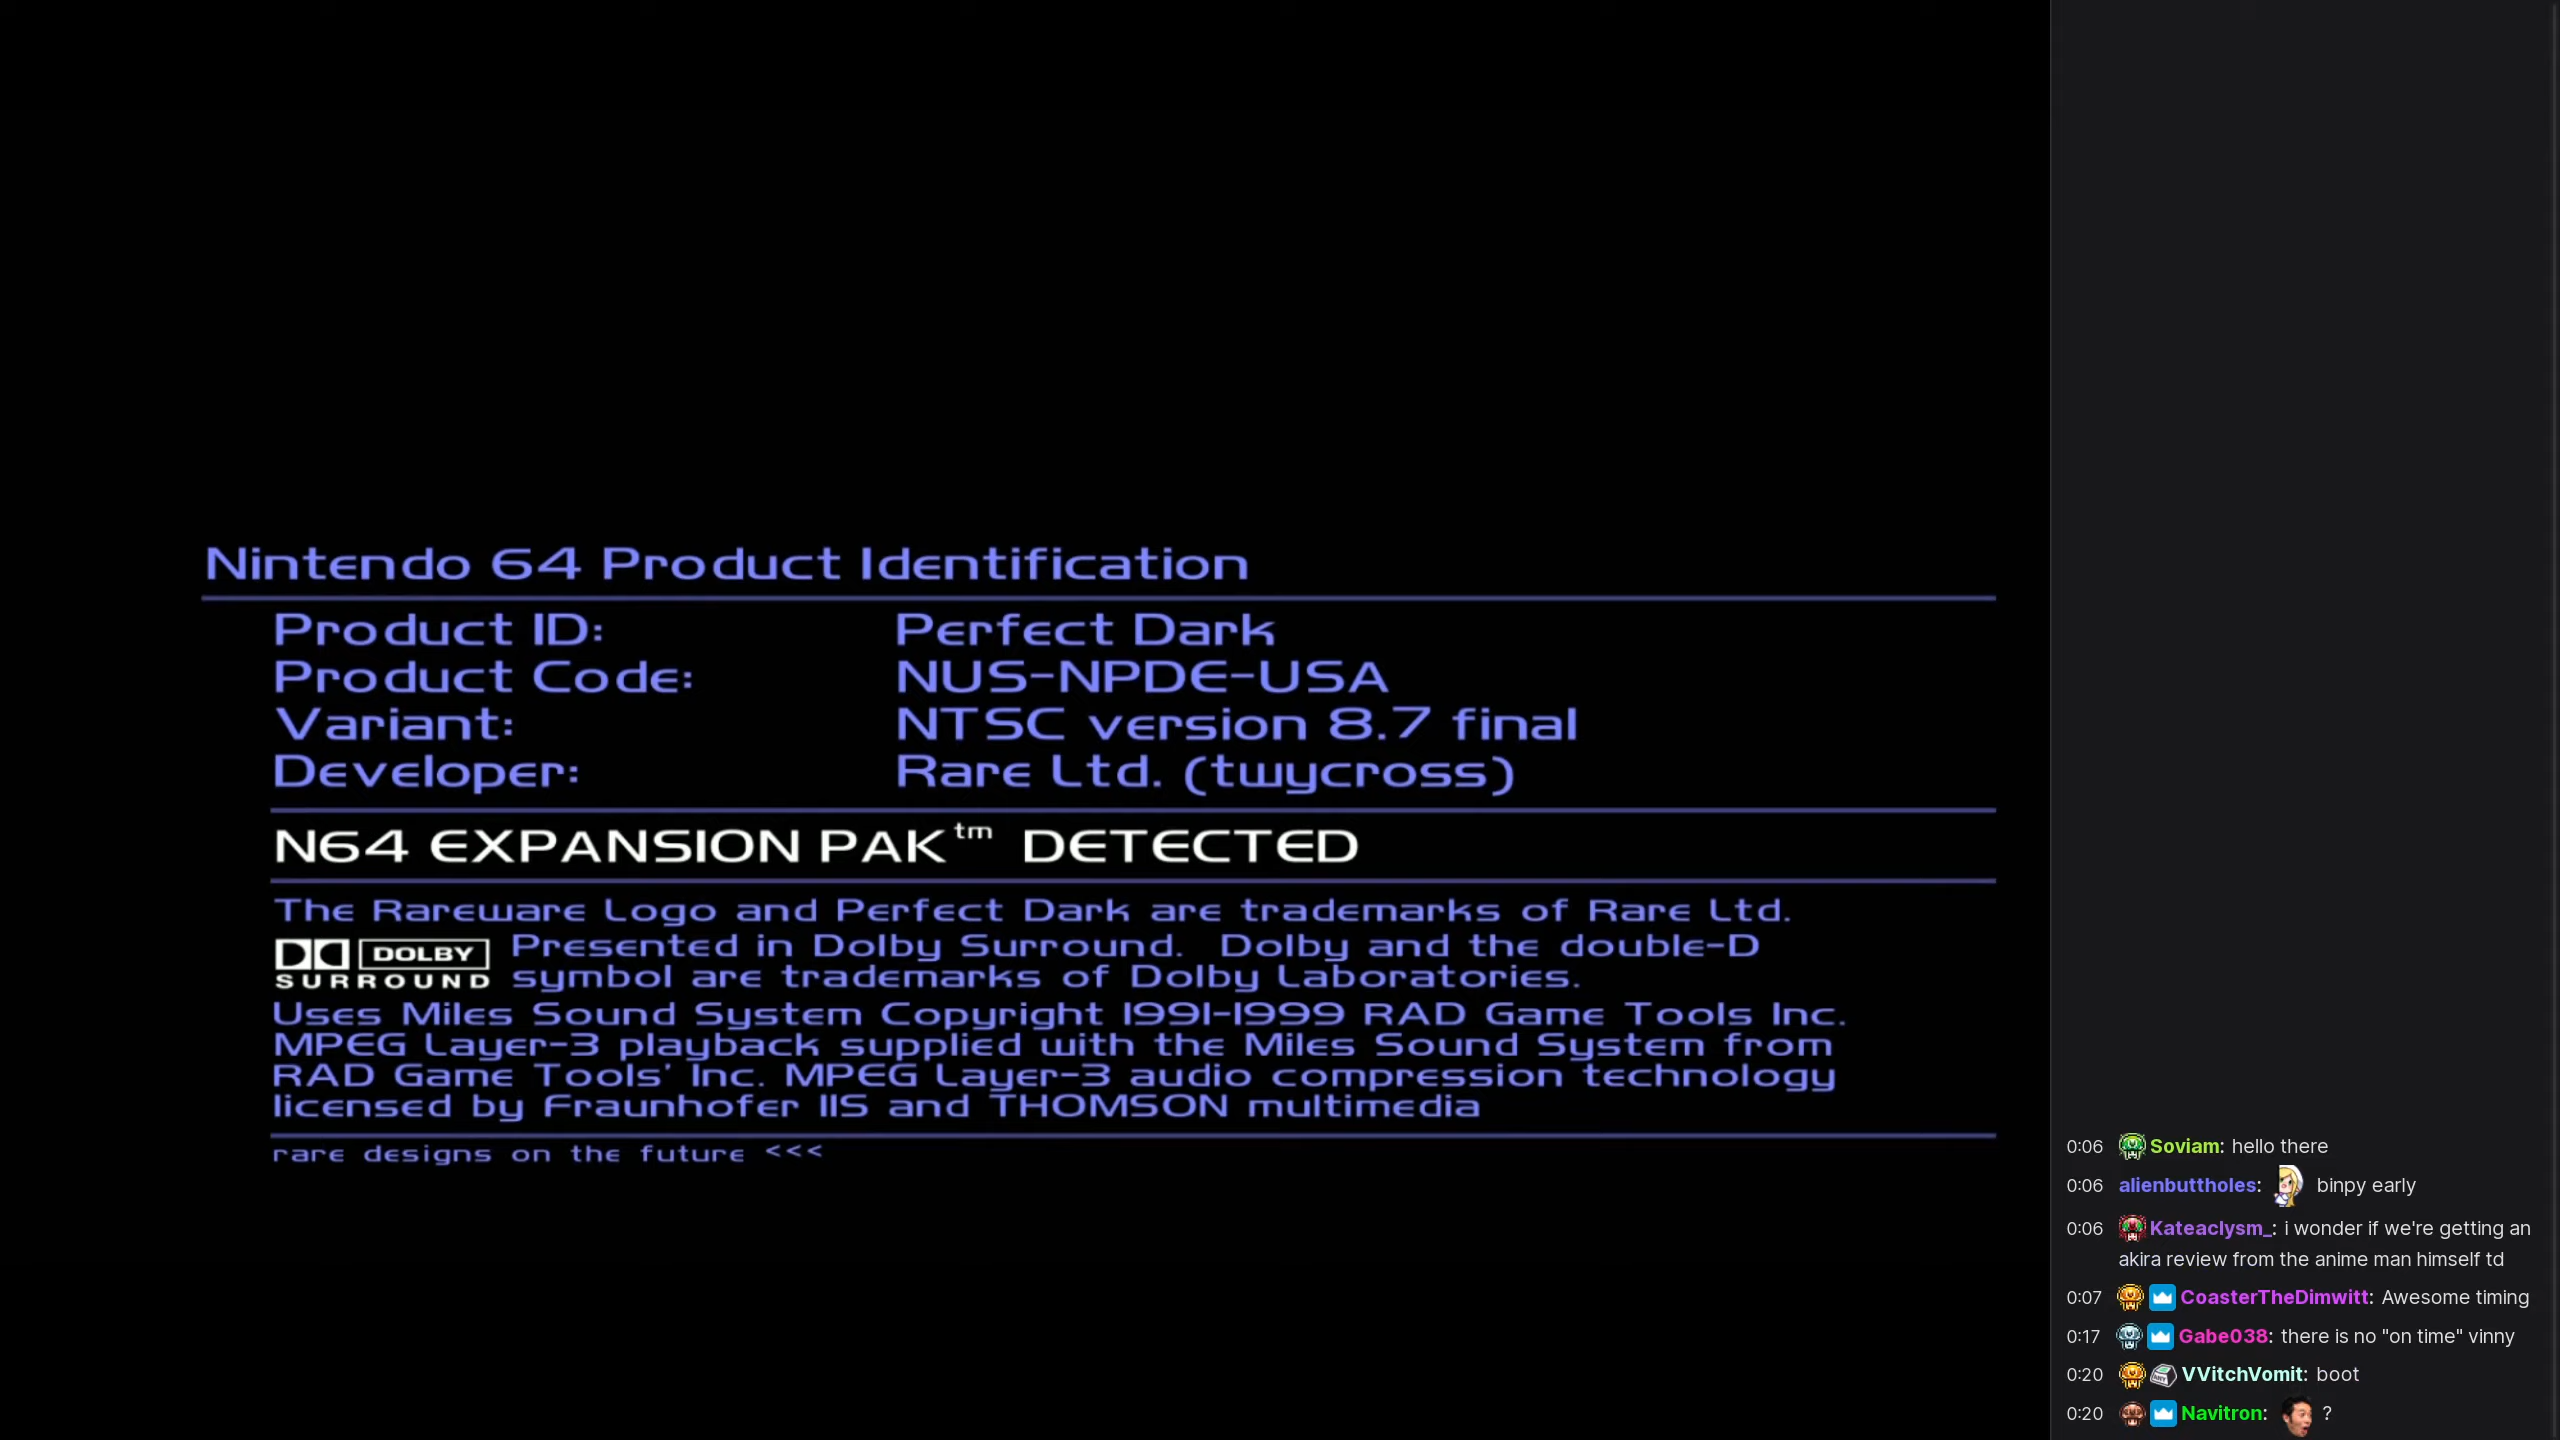 Nintendo 64 Product Identification
Product ID: Perfect Dark
Product Code: NUS-NPDE-USA
Variant: NTSC version 8.7 final
Developer: Rare Ltd. (twycross)
N64 EXPANSION PAK™ DETECTED
The Rareware Logo and Perfect Dark are trademarks of Rare Ltd.
DOLBY
SURROUND
Presented in Dolby Surround. Dolby and the double-D
symbol are trademarks of Dolby Laboratories.
Uses Miles Sound System Copyright 1991-1999 RAD Game Tools Inc.
MPEG Layer-3 playback supplied with the Miles Sound System from
RAD Game Tools' Inc. MPEG Layer-3 audio compression technology
licensed by Fraunhofer IIS and THOMSON multimedia
rare designs on the future <<<
0:06 Soviam: hello there
0:06 alienbuttholes: binpy early
0:06 Kateaclysm_: i wonder if we're getting an
akira review from the anime man himself td
0:07 CoasterTheDimwitt: Awesome timing
0:17 Gabe038: there is no "on time" vinny
0:20 VVitchVomit: boot
0:20 Navitron: ?